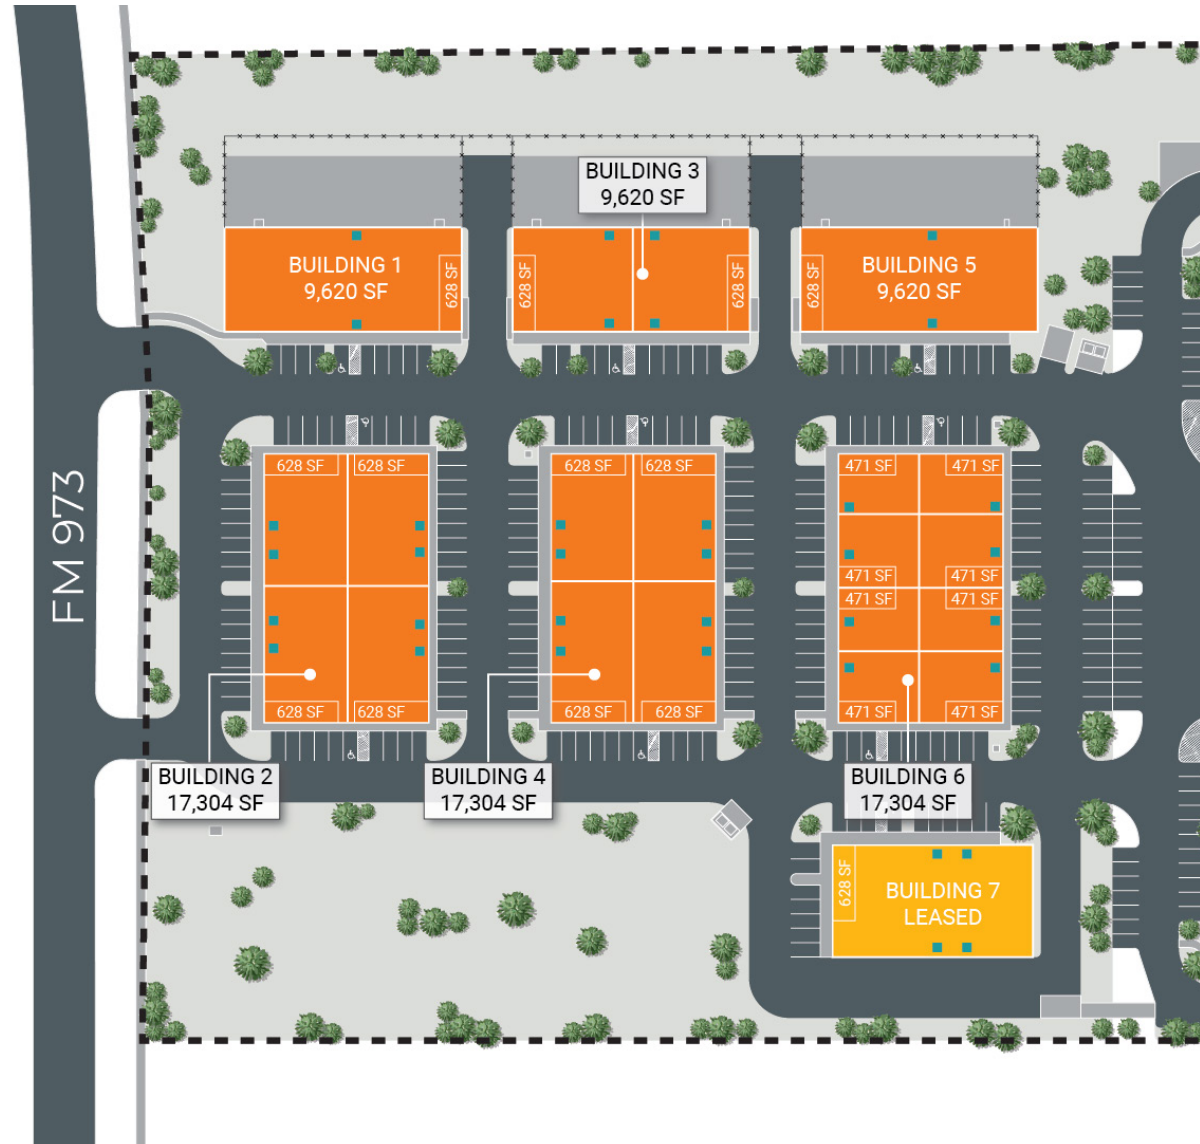 BUILDING 3
9,620 SF
BUILDING 1
9,620 SF
628 SF
628 SF
628 SF
628 SF
BUILDING 5
9,620 SF
FM 973
628 SF
628 SF
628 SF
628 SF
471 SF
471 SF
471 SF
471 SF
471 SF
471 SF
628 SF
628 SF
628 SF
628 SF
471 SF
471 SF
BUILDING 2
17,304 SF
BUILDING 4
17,304 SF
BUILDING 6
17,304 SF
628 SF
BUILDING 7
LEASED